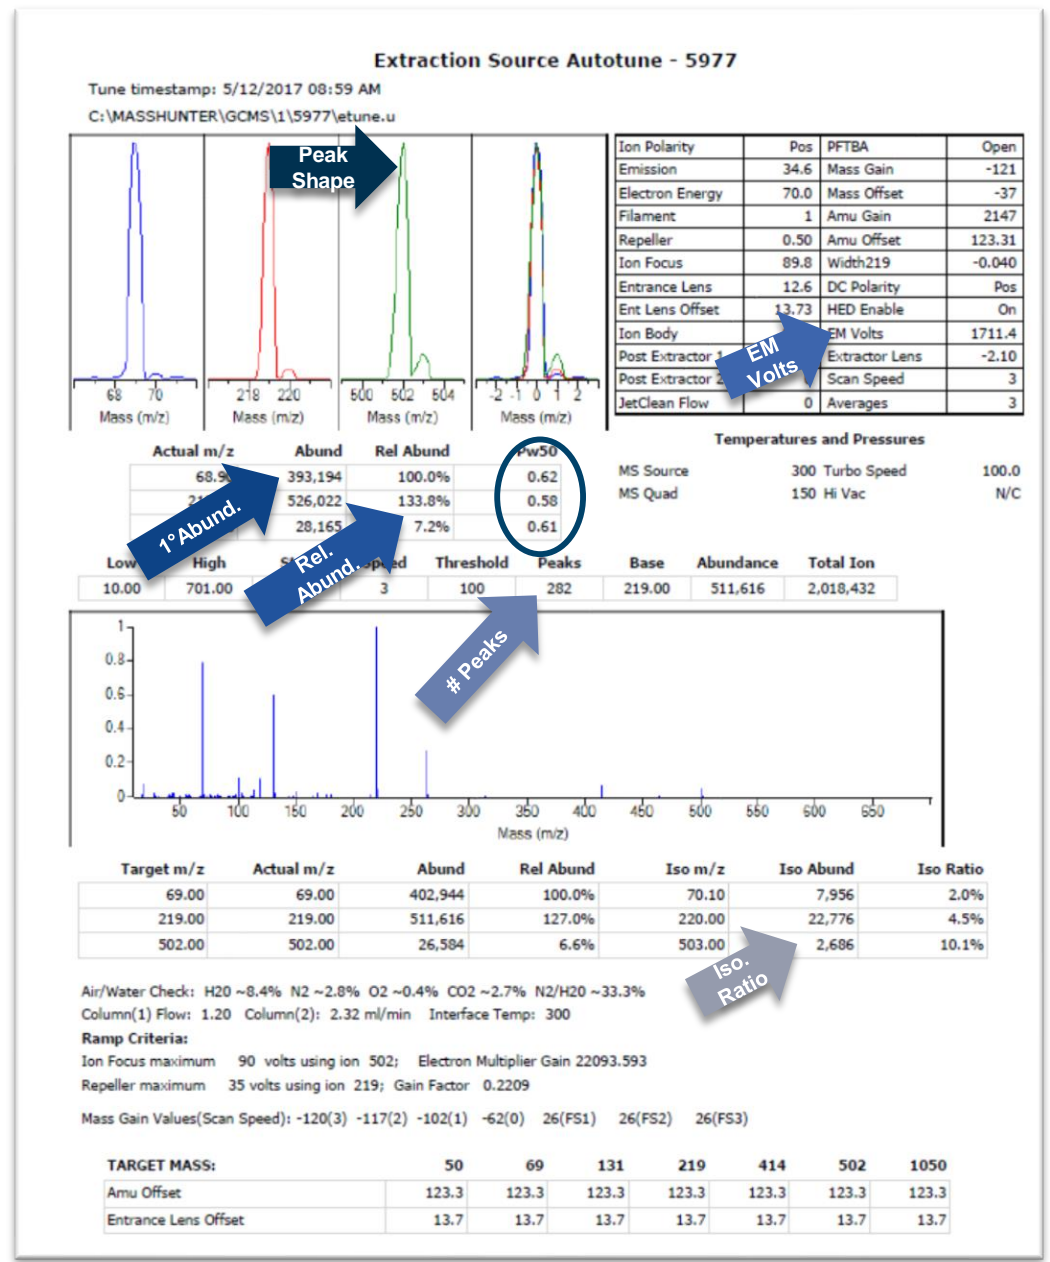 Extraction Source Autotune - 5977
Tune timestamp: 5/12/2017 08:59 AM
C:\MASSHUNTER\GCMS\1\5977\etune.u
Peak
Shape
68 70
Mass (m/z)
218 220
Mass (m/z)
500 502 504
Mass (m/z)
-2 -1 0 1 2
Mass (m/z)
Ion Polarity Pos PFTBA Open
Emission 34.6 Mass Gain -121
Electron Energy 70.0 Mass Offset -37
Filament 1 Amu Gain 2147
Repeller 0.50 Amu Offset 123.31
Ion Focus 89.8 Width219 -0.040
Entrance Lens 12.6 DC Polarity Pos
Ent Lens Offset 13.73 HED Enable On
Ion Body EM Volts 1711.4
Post Extractor 1 Extractor Lens -2.10
Post Extractor 2 Scan Speed 3
JetClean Flow 0 Averages 3
EM
Volts
Temperatures and Pressures
MS Source 300 Turbo Speed 100.0
MS Quad 150 Hi Vac N/C
Actual m/z Abund Rel Abund Pw50
68.90 393,194 100.0% 0.62
526,022 133.8% 0.58
28,165 7.2% 0.61
1°Abund.
Rel.
Abund.
Low High Speed Threshold Peaks Base Abundance Total Ion
10.00 701.00 3 100 282 219.00 511,616 2,018,432
# Peaks
1
0.8
0.6
0.4
0.2
0
50 100 150 200 250 300 350 400 450 500 550 600 650
Mass (m/z)
Target m/z Actual m/z Abund Rel Abund Iso m/z Iso Abund Iso Ratio
69.00 69.00 402,944 100.0% 70.10 7,956 2.0%
219.00 219.00 511,616 127.0% 220.00 22,776 4.5%
502.00 502.00 26,584 6.6% 503.00 2,686 10.1%
Iso.
Ratio
Air/Water Check: H20 ~8.4% N2 ~2.8% O2 ~0.4% CO2 ~2.7% N2/H20 ~33.3%
Column(1) Flow: 1.20 Column(2): 2.32 ml/min Interface Temp: 300
Ramp Criteria:
Ion Focus maximum 90 volts using ion 502; Electron Multiplier Gain 22093.593
Repeller maximum 35 volts using ion 219; Gain Factor 0.2209
Mass Gain Values(Scan Speed): -120(3) -117(2) -102(1) -62(0) 26(FS1) 26(FS2) 26(FS3)
TARGET MASS: 50 69 131 219 414 502 1050
Amu Offset 123.3 123.3 123.3 123.3 123.3 123.3 123.3
Entrance Lens Offset 13.7 13.7 13.7 13.7 13.7 13.7 13.7